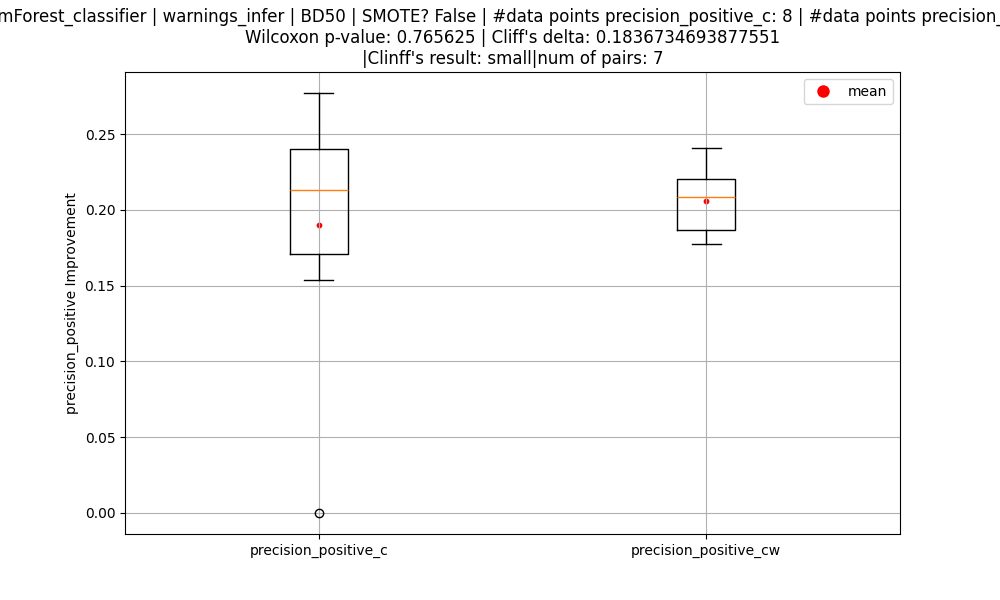 mForest_classifier | warnings_infer | BD50 | SMOTE? False | #data points precision_positive_c: 8 | #data points precision_
Wilcoxon p-value: 0.765625 | Cliff's delta: 0.1836734693877551
|Clinff's result: small|num of pairs: 7
mean
0.25
0.20
0.15
0.10
0.05
0.00
precision_positive Improvement
precision_positive_c
precision_positive_cw